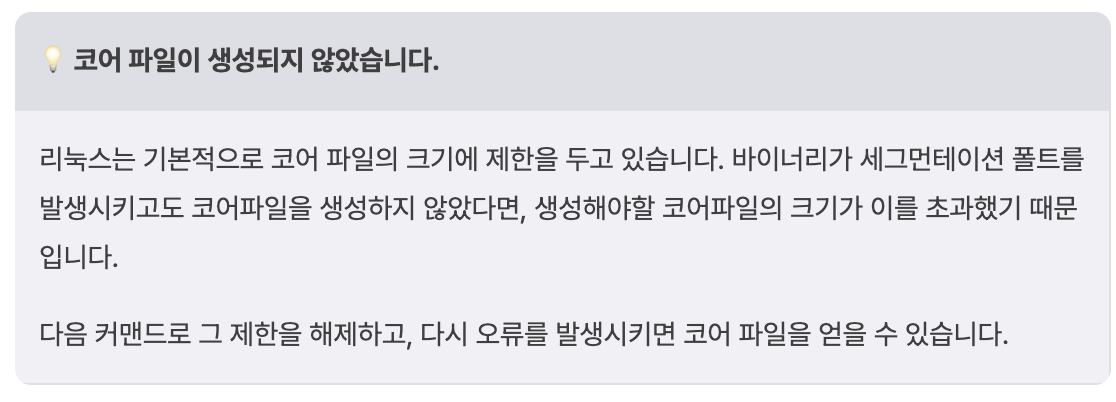 💡 코어 파일이 생성되지 않았습니다.
리눅스는 기본적으로 코어 파일의 크기에 제한을 두고 있습니다. 바이너리가 세그먼테이션 폴트를
발생시키고도 코어파일을 생성하지 않았다면, 생성해야할 코어파일의 크기가 이를 초과했기 때문
입니다.
다음 커맨드로 그 제한을 해제하고, 다시 오류를 발생시키면 코어 파일을 얻을 수 있습니다.